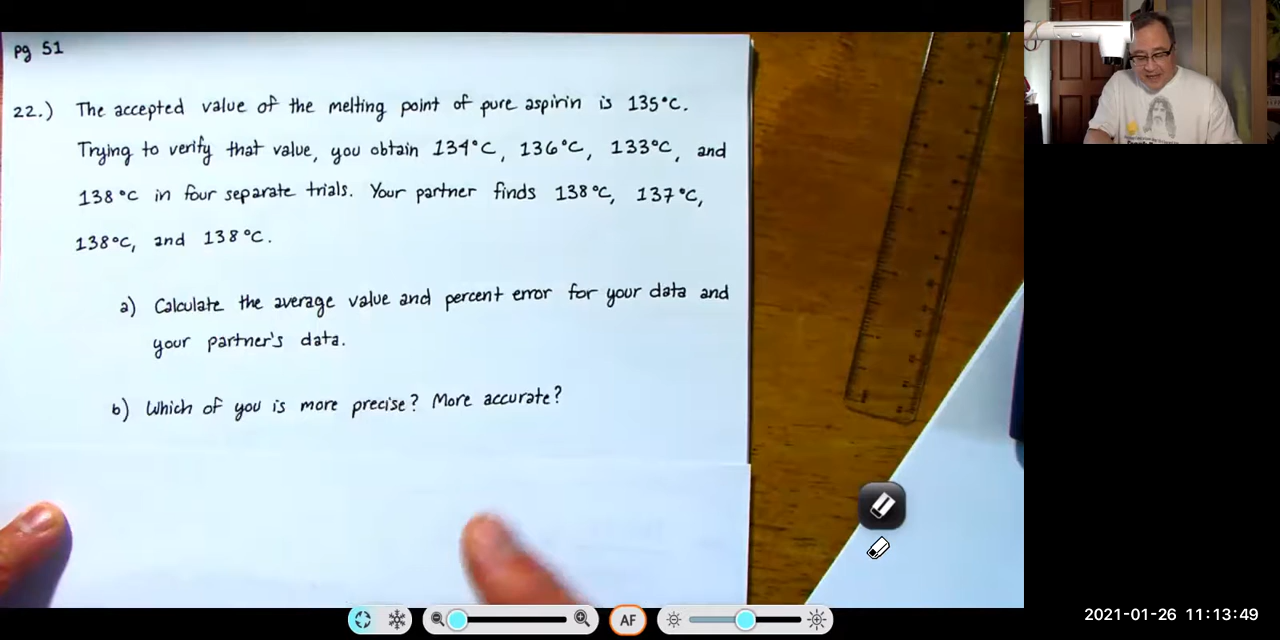 pg 51
22.) The accepted value of the melting point of pure aspirin is 135°C.
Trying to verify that value, you obtain 134°C, 136°C, 133°C, and
138°C in four separate trials. Your partner finds 138°C, 137°C,
138°C, and 138°C.
a) Calculate the average value and percent error for your data and
your partner's data.
b) Which of you is more precise? More accurate?
AF
2021-01-26 11:13:49